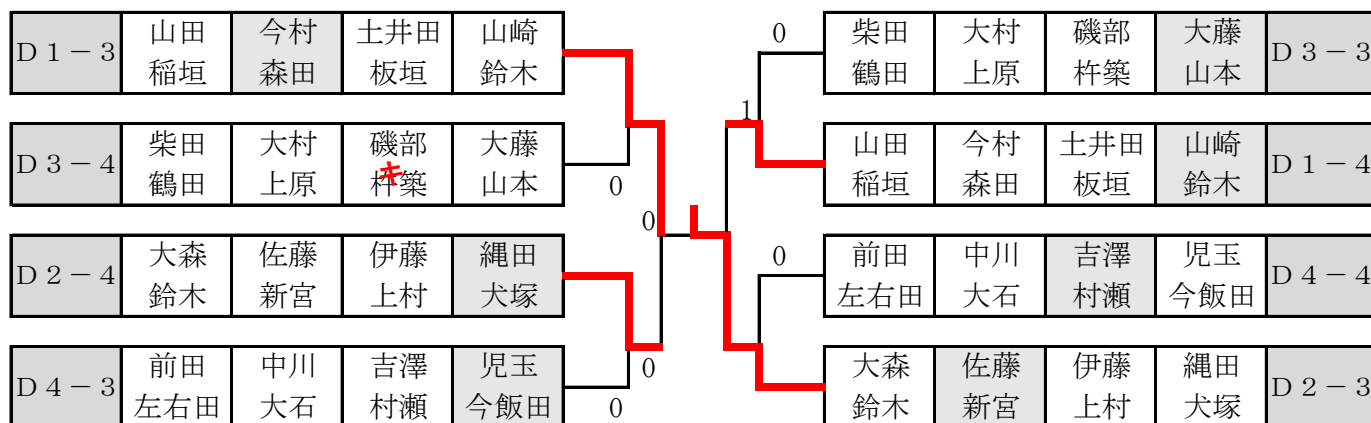 D1-3 山田 今村 土井田 山崎
稲垣 森田 板垣 鈴木
D3-4 柴田 大村 磯部 大藤
鶴田 上原 杵築 山本
キ
0
0
D2-4 大森 佐藤 伊藤 縄田
鈴木 新宮 上村 犬塚
D4-3 前田 中川 吉澤 児玉
左右田 大石 村瀬 今飯田
0
0
0 柴田 大村 磯部 大藤 D3-3
鶴田 上原 杵築 山本
1
山田 今村 土井田 山崎 D1-4
稲垣 森田 板垣 鈴木
0 前田 中川 吉澤 児玉 D4-4
左右田 大石 村瀬 今飯田
大森 佐藤 伊藤 縄田 D2-3
鈴木 新宮 上村 犬塚